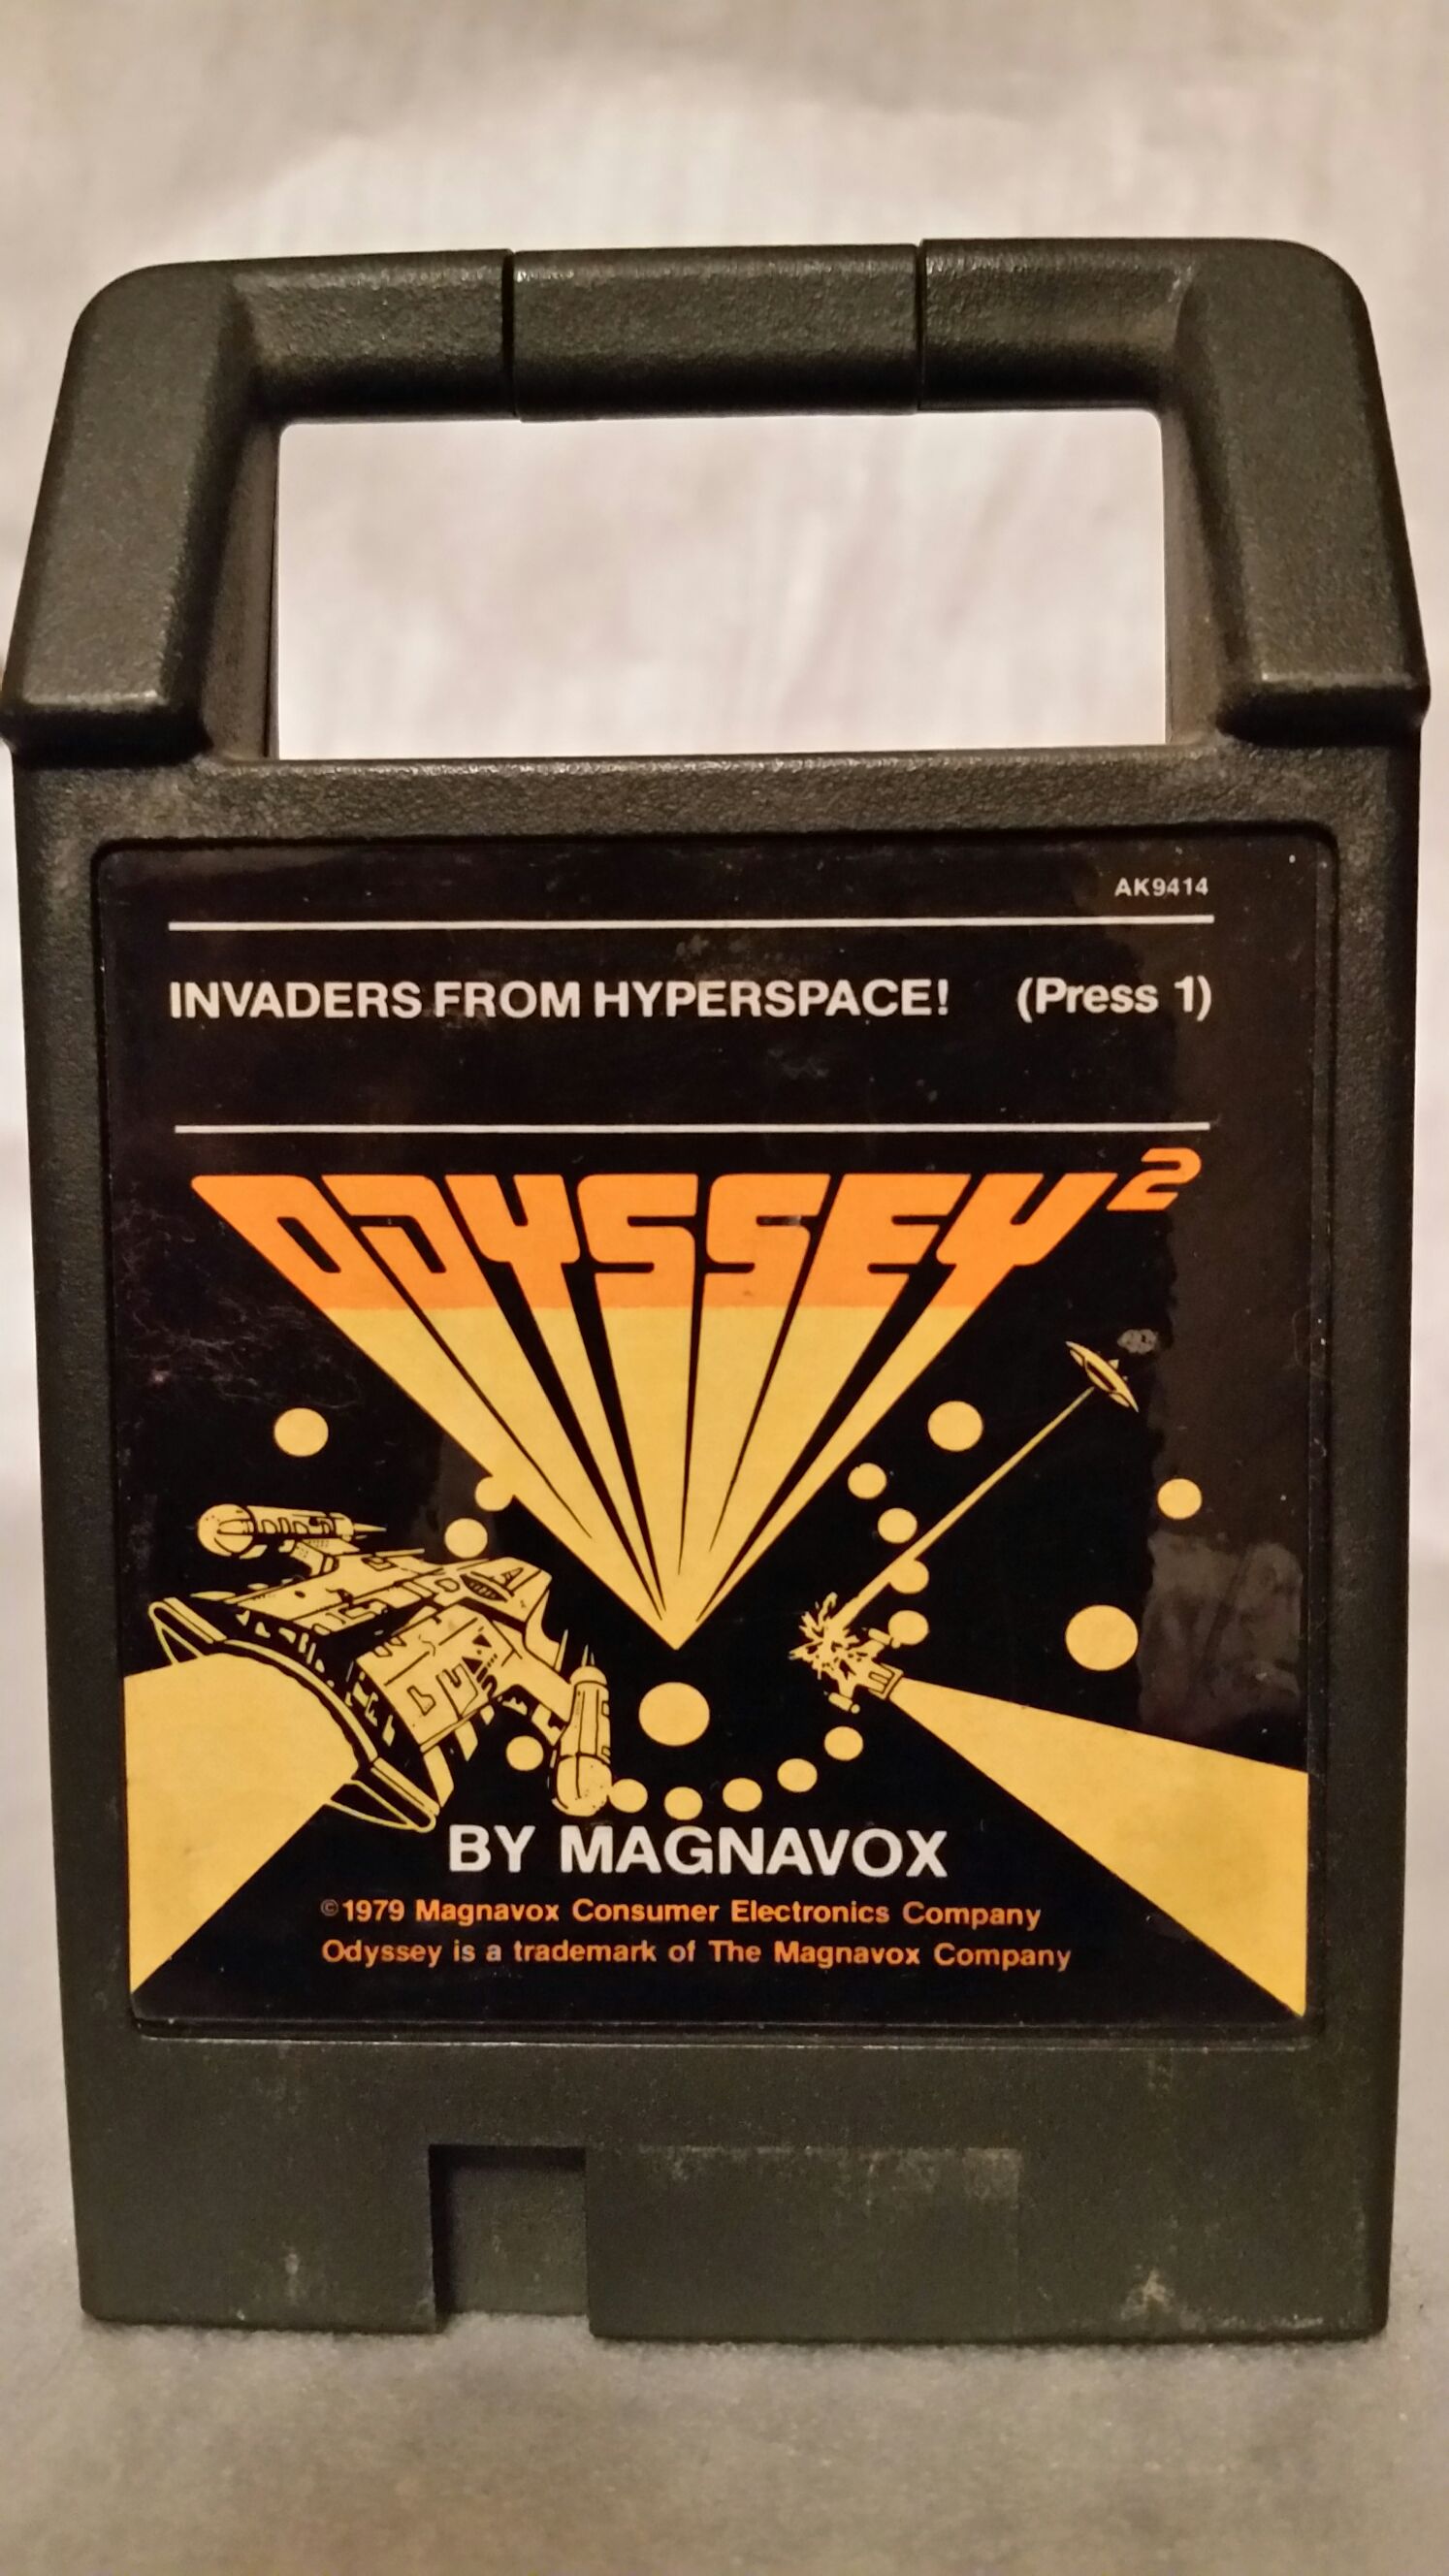 AK9414
INVADERS FROM HYPERSPACE! (Press 1)
ODYSSEY²
BY MAGNAVOX
©1979 Magnavox Consumer Electronics Company
Odyssey is a trademark of The Magnavox Company